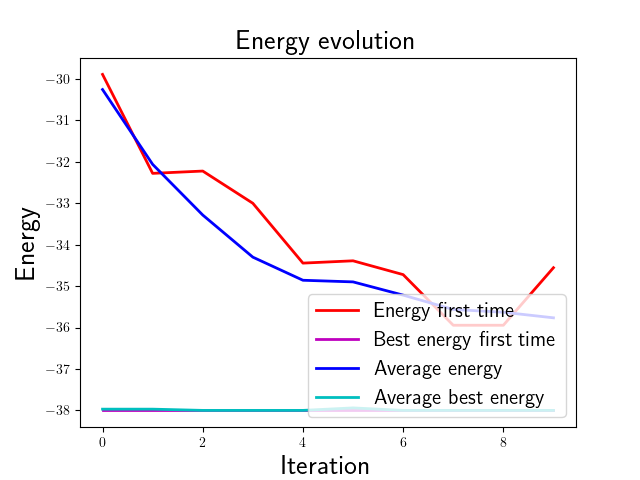 Energy evolution
Energy
−30
−31
−32
−33
−34
−35
−36
−37
−38
Energy first time
Best energy first time
Average energy
Average best energy
0 2 4 6 8
Iteration